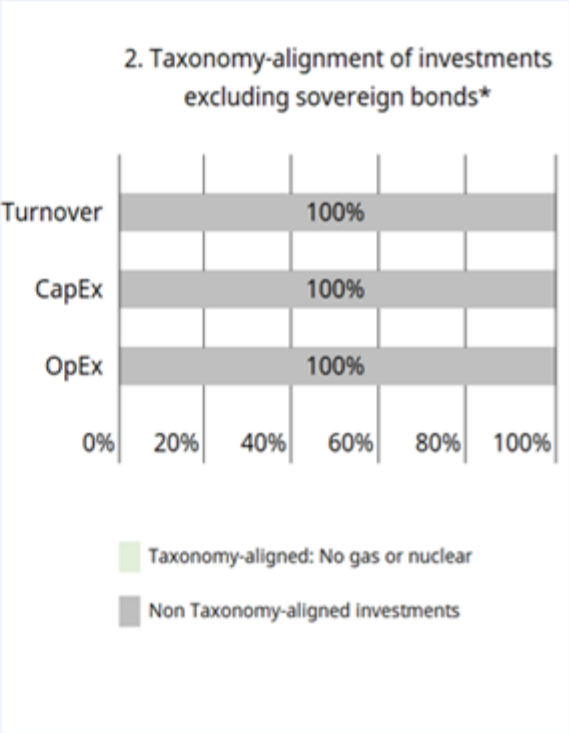 2. Taxonomy-alignment of investments
excluding sovereign bonds*
Turnover 100%
CapEx 100%
OpEx 100%
0% 20% 40% 60% 80% 100%
Taxonomy-aligned: No gas or nuclear
Non Taxonomy-aligned investments